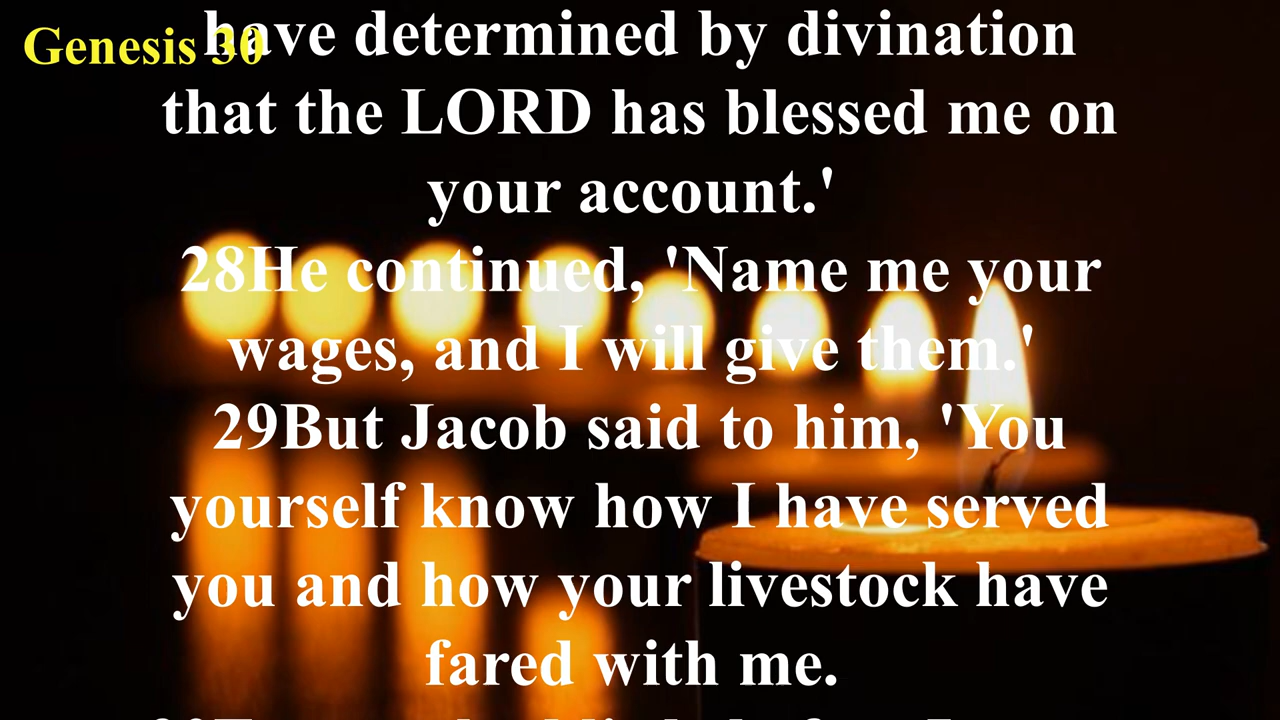 Genesis 30
have determined by divination
that the LORD has blessed me on
your account.'
28He continued, 'Name me your
wages, and I will give them.'
29But Jacob said to him, 'You
yourself know how I have served
you and how your livestock have
fared with me.